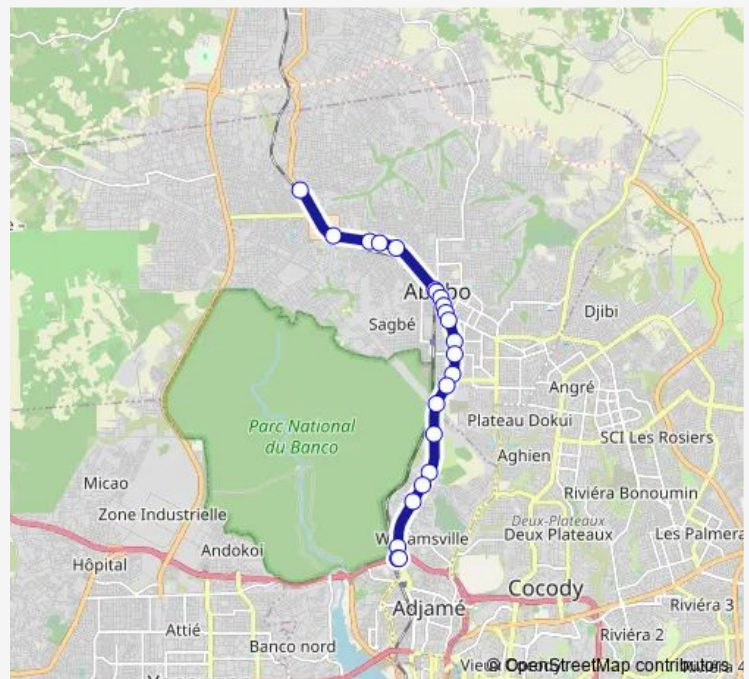 Abobo
Sagbé
Djibi
Angré
Plateau Dokui
SCI Les Rosiers
Parc National
du Banco
Aghien
Micao
Riviéra Bonoumin
Zone Industrielle
Deux-Plateaux
Deux Plateaux
Les Palmera
Williamsville
Andokoi
Hôpital
Cocody
Adjamé
Riviéra 3
Attié
Riviéra 2
Banco nord
© OpenStreetMap contributors